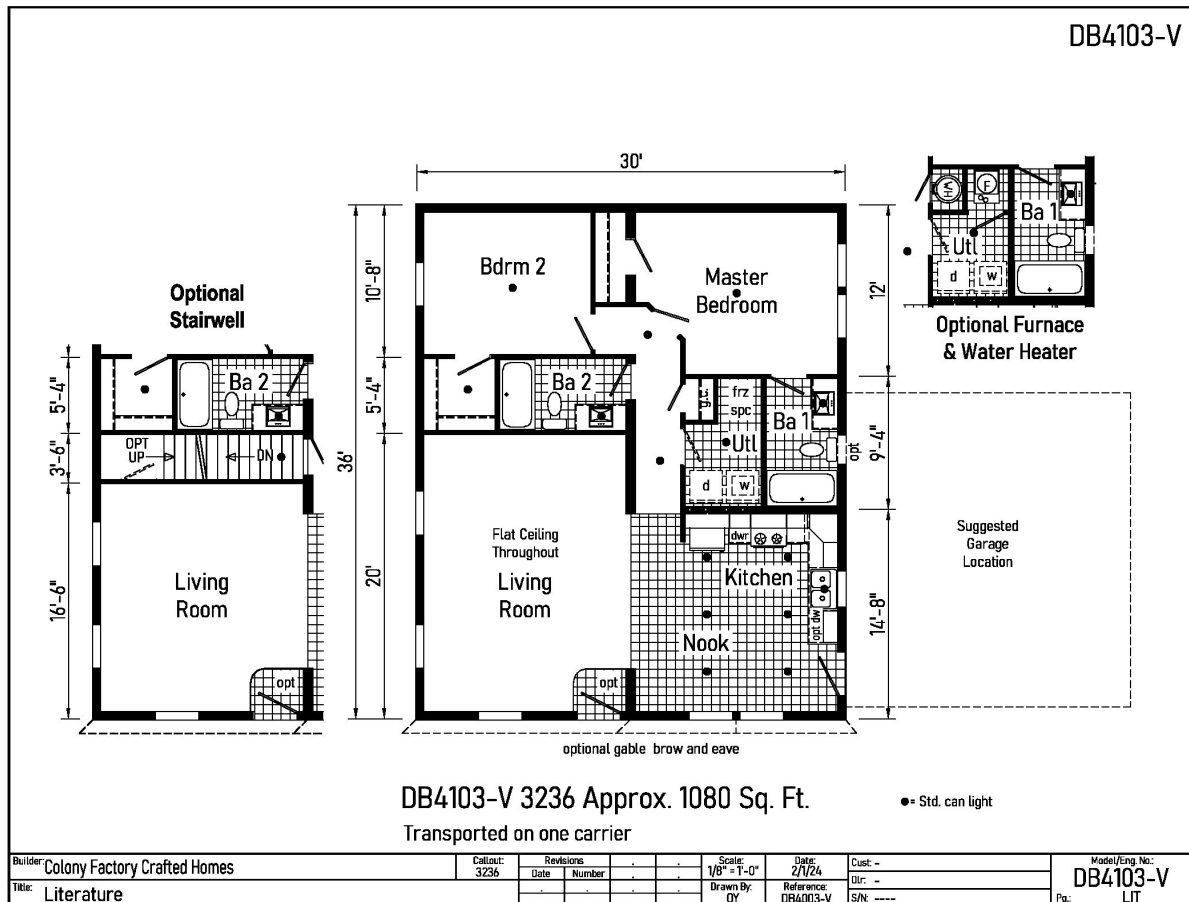 DB4103-V
30'
10'-8"
5'-4"
20'
36'
12'
9'-4"
14'-8"
Bdrm 2
Master
Bedroom
Ba 2
y.c.
frz
spc
Utl
Ba 1
opt
d
w
Flat Ceiling
Throughout
Living
Room
opt
dwr
Kitchen
opt dw
Nook
Suggested
Garage
Location
optional gable brow and eave
Optional
Stairwell
5'-4"
3'-6"
16'-6"
Ba 2
OPT
UP
DN
Living
Room
opt
WH
F
Ba 1
Utl
d
w
Optional Furnace
& Water Heater
DB4103-V 3236 Approx. 1080 Sq. Ft.
Transported on one carrier
= Std. can light
Builder: Colony Factory Crafted Homes
Title: Literature
Callout:
3236
Revisions
Date Number
Scale:
1/8" = 1'-0"
Drawn By:
OY
Date:
2/1/24
Reference:
DB4003-V
Cust: -
Dlr: -
S/N: ----
Model/Eng. No.:
DB4103-V
Pg.: LIT